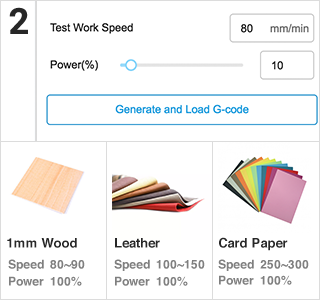 2
Test Work Speed 80 mm/min
Power(%) 10
Generate and Load G-code
1mm Wood Leather Card Paper
Speed 80~90 Speed 100~150 Speed 250~300
Power 100% Power 100% Power 100%